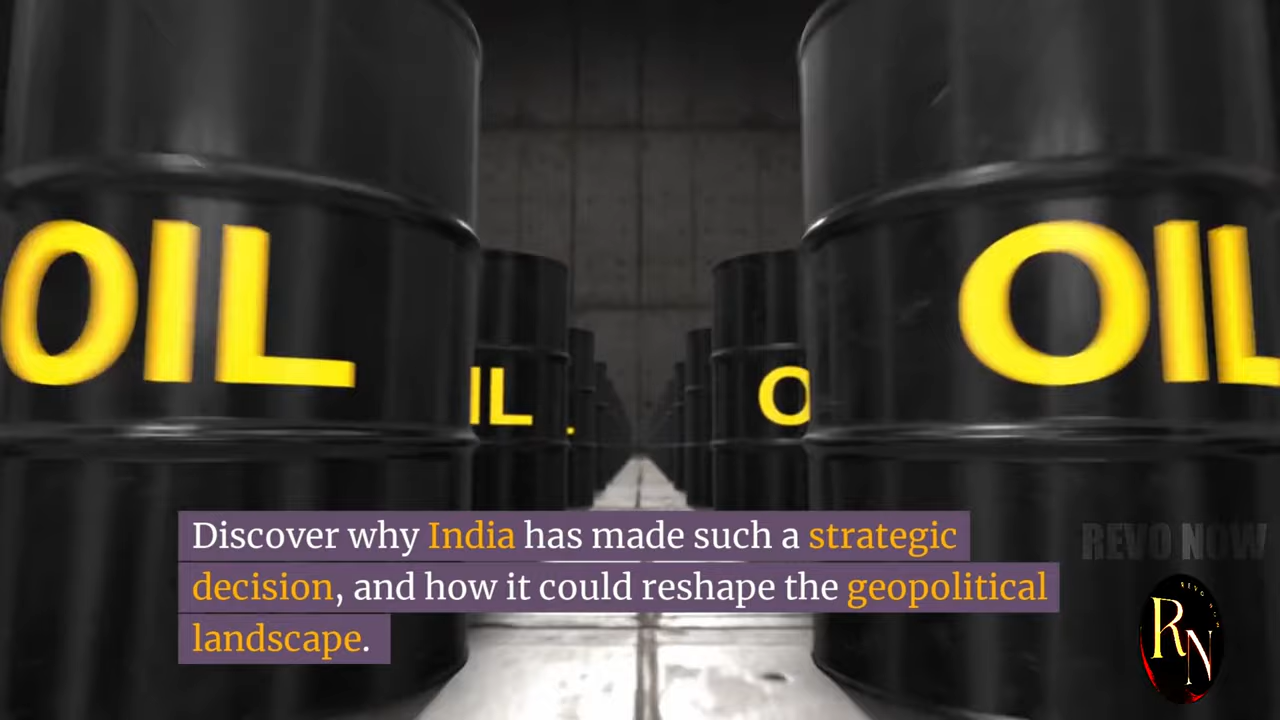 OIL
OIL
IL
O
Discover why India has made such a strategic
decision, and how it could reshape the geopolitical
landscape.
REVO NOW
RN